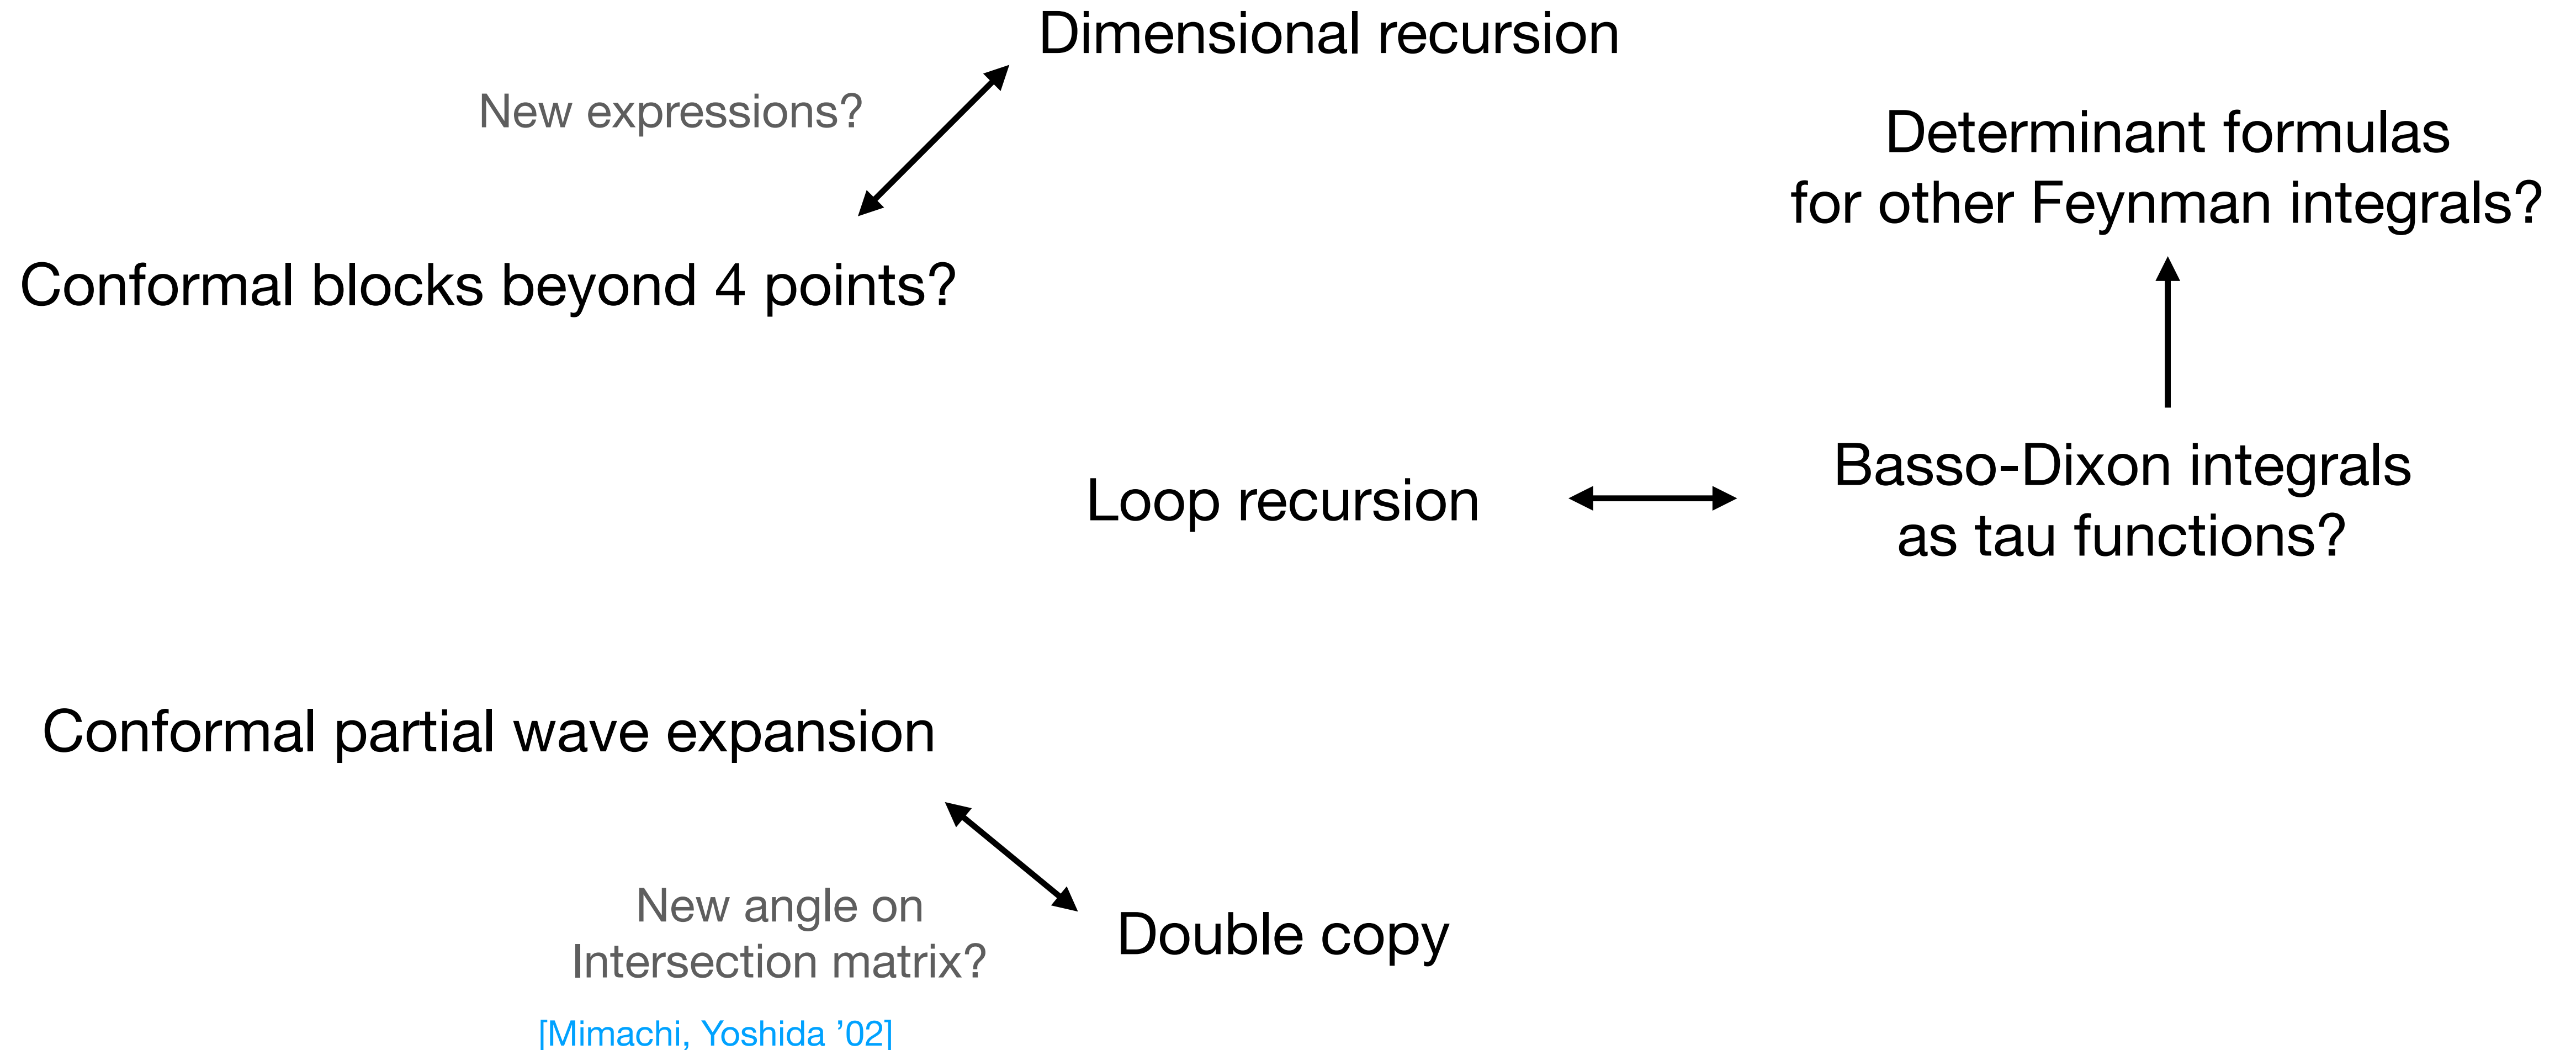 Dimensional recursion
New expressions?
Conformal blocks beyond 4 points?
Determinant formulas
for other Feynman integrals?
Loop recursion
Basso-Dixon integrals
as tau functions?
Conformal partial wave expansion
New angle on
Intersection matrix?
[Mimachi, Yoshida ’02]
Double copy